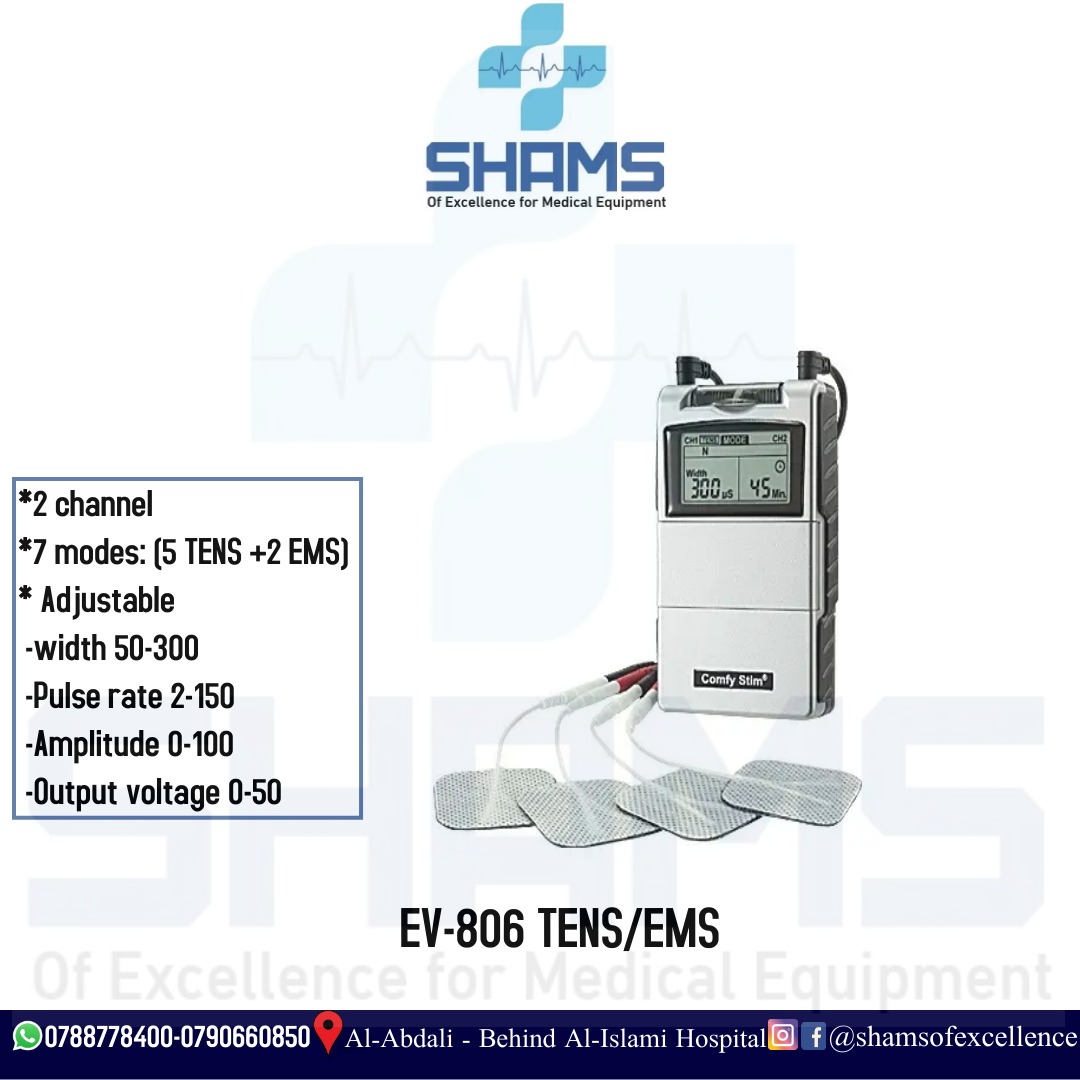 SHAMS
Of Excellence for Medical Equipment
CH1 TENS MODE CH2
N
Width
300 µS 45 Min.
*2 channel
*7 modes: (5 TENS +2 EMS)
* Adjustable
-width 50-300
-Pulse rate 2-150
-Amplitude 0-100
-Output voltage 0-50
Comfy Stim®
SHAMS
EV-806 TENS/EMS
Of Excellence for Medical Equipment
0788778400-0790660850 Al-Abdali - Behind Al-Islami Hospital @shamsofexcellence